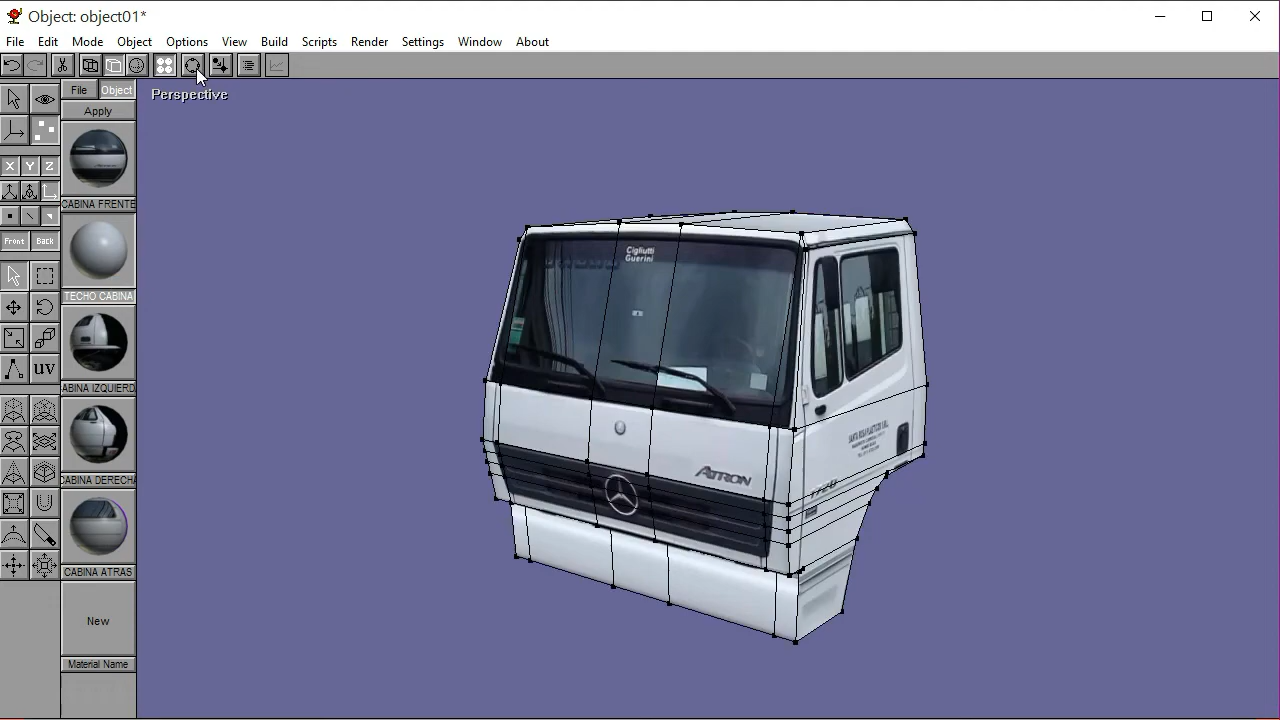 Object: object01*
File Edit Mode Object Options View Build Scripts Render Settings Window About
File Object
Perspective
Apply
X Y Z
CABINA FRENTE
Front Back
Cigliutti
Guerini
TECHO CABINA
UV
ABINA IZQUIERD
CABINA DERECHA
ATRON
CABINA ATRAS
New
Material Name